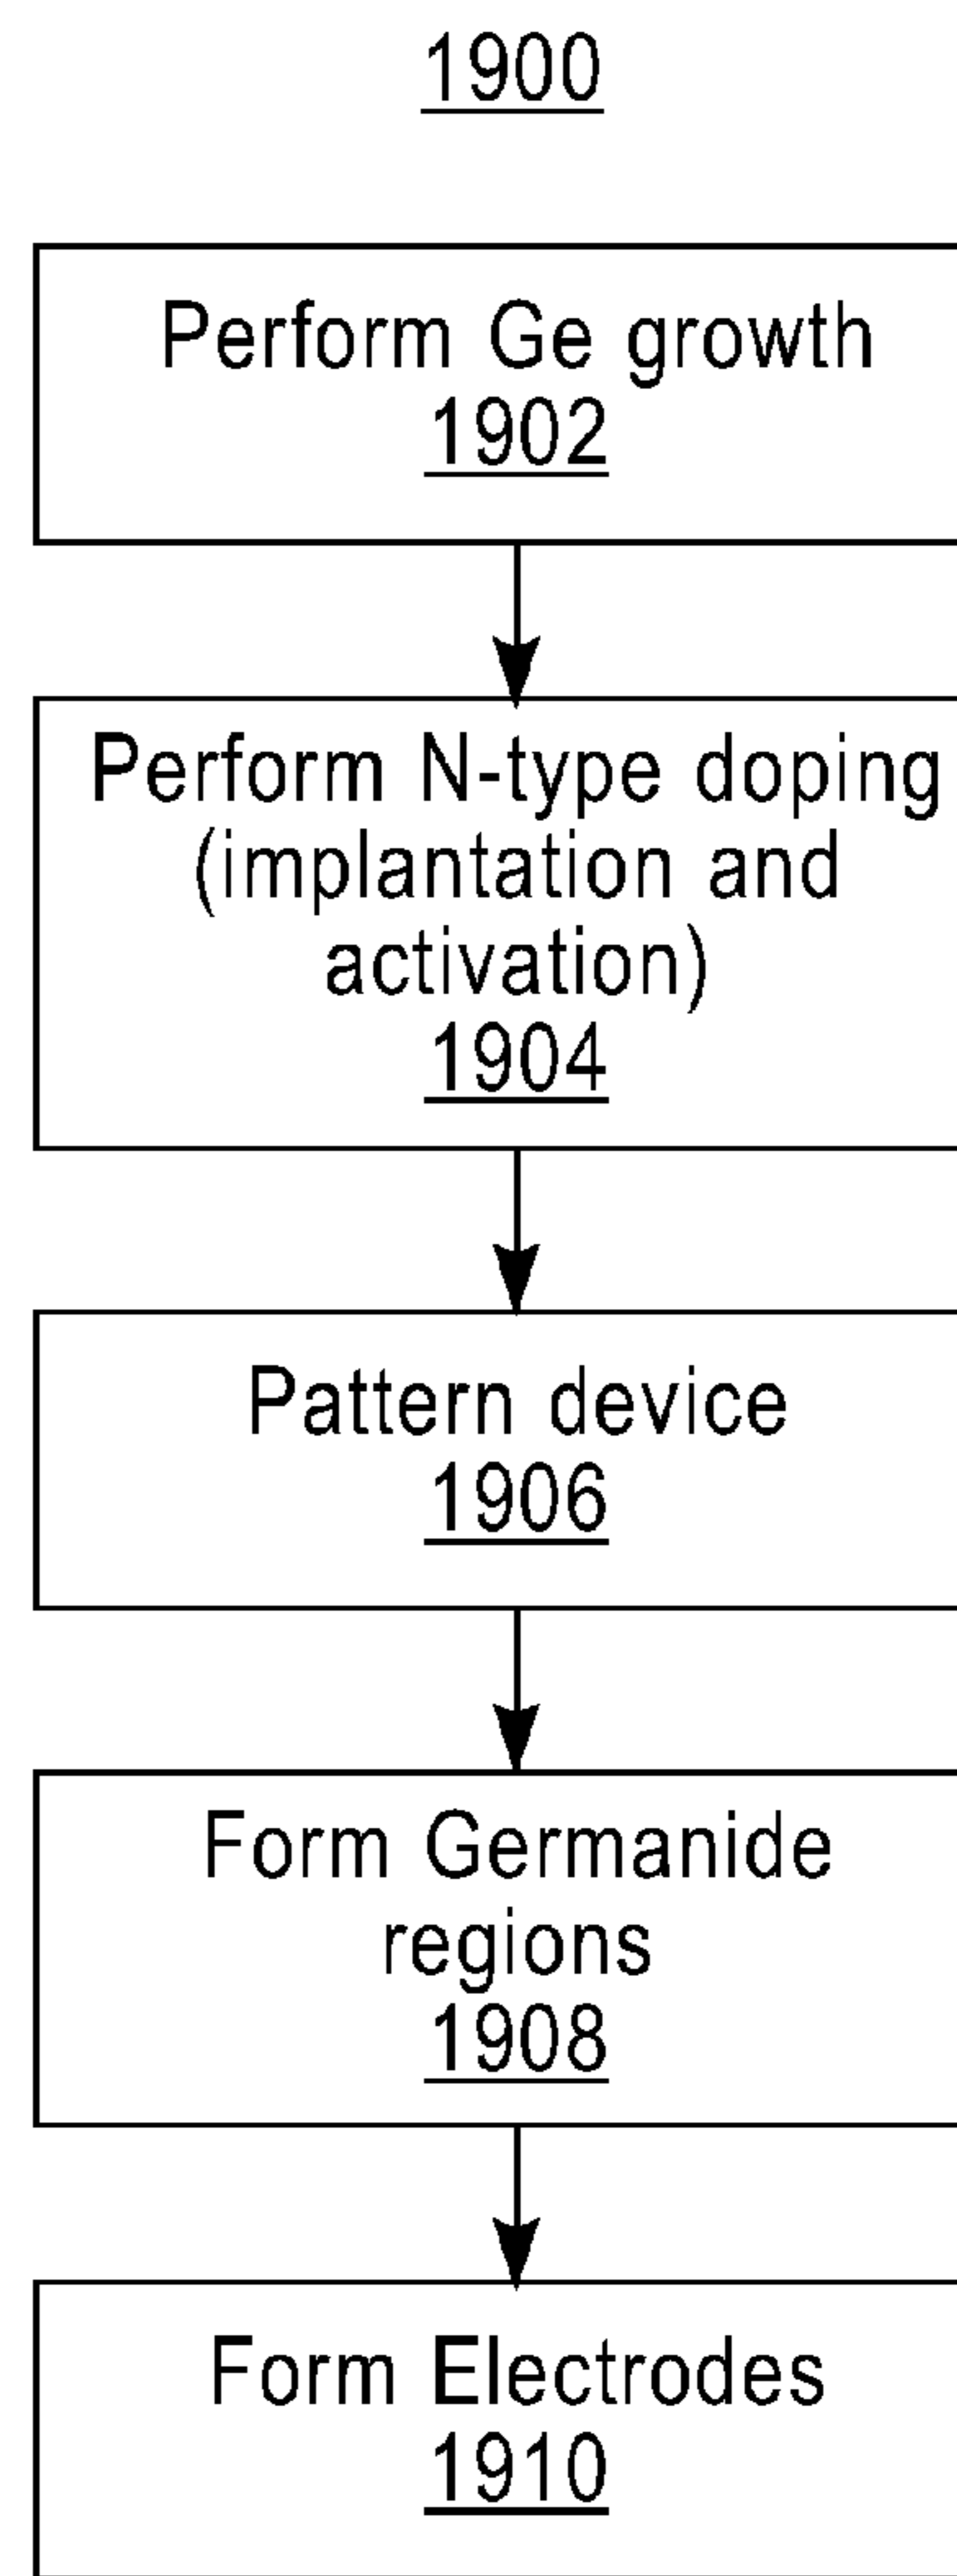 1900
Perform Ge growth
1902
Perform N-type doping
(implantation and
activation)
1904
Pattern device
1906
Form Germanide
regions
1908
Form Electrodes
1910